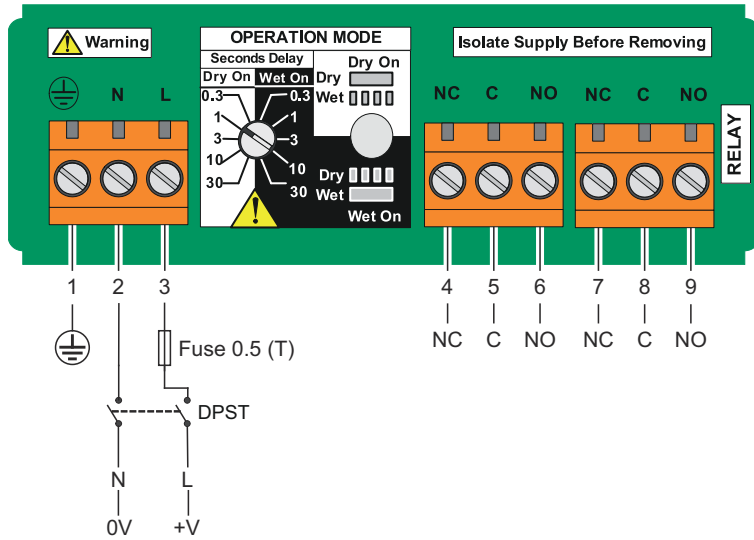 Warning
OPERATION MODE
Isolate Supply Before Removing
Seconds Delay
Dry On Wet On
Dry On
Dry
Wet
0.3 0.3
1 1
3 3
10 10
30 30
Dry
Wet
Wet On
N L
NC C NO
NC C NO
RELAY
1 2 3
4 5 6
7 8 9
NC C NO
NC C NO
Fuse 0.5 (T)
DPST
N L
0V +V